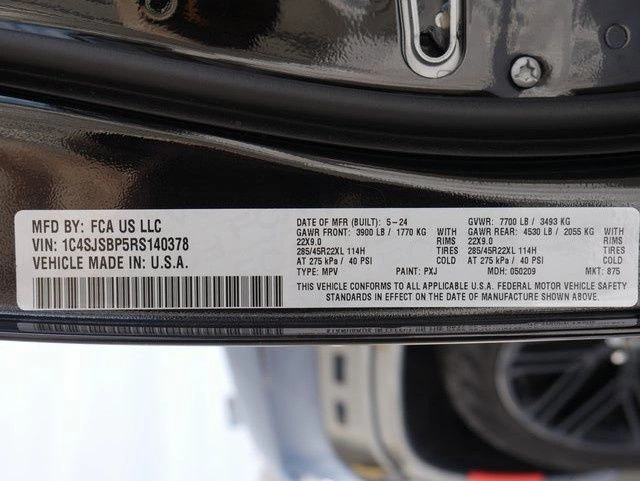 MFD BY: FCA US LLC
VIN: 1C4SJSBP5RS140378
VEHICLE MADE IN: U.S.A.
DATE OF MFR (BUILT): 5-24 GVWR: 7700 LB / 3493 KG
GAWR FRONT: 3900 LB / 1770 KG WITH GAWR REAR: 4530 LB / 2055 KG WITH
22X9.0 RIMS 22X9.0 RIMS
285/45R22XL 114H TIRES 285/45R22XL 114H TIRES
AT 275 kPa / 40 PSI COLD AT 275 kPa / 40 PSI COLD
TYPE: MPV PAINT: PXJ MDH: 050209 MKT: 875
THIS VEHICLE CONFORMS TO ALL APPLICABLE U.S.A. FEDERAL MOTOR VEHICLE SAFETY
STANDARDS IN EFFECT ON THE DATE OF MANUFACTURE SHOWN ABOVE.